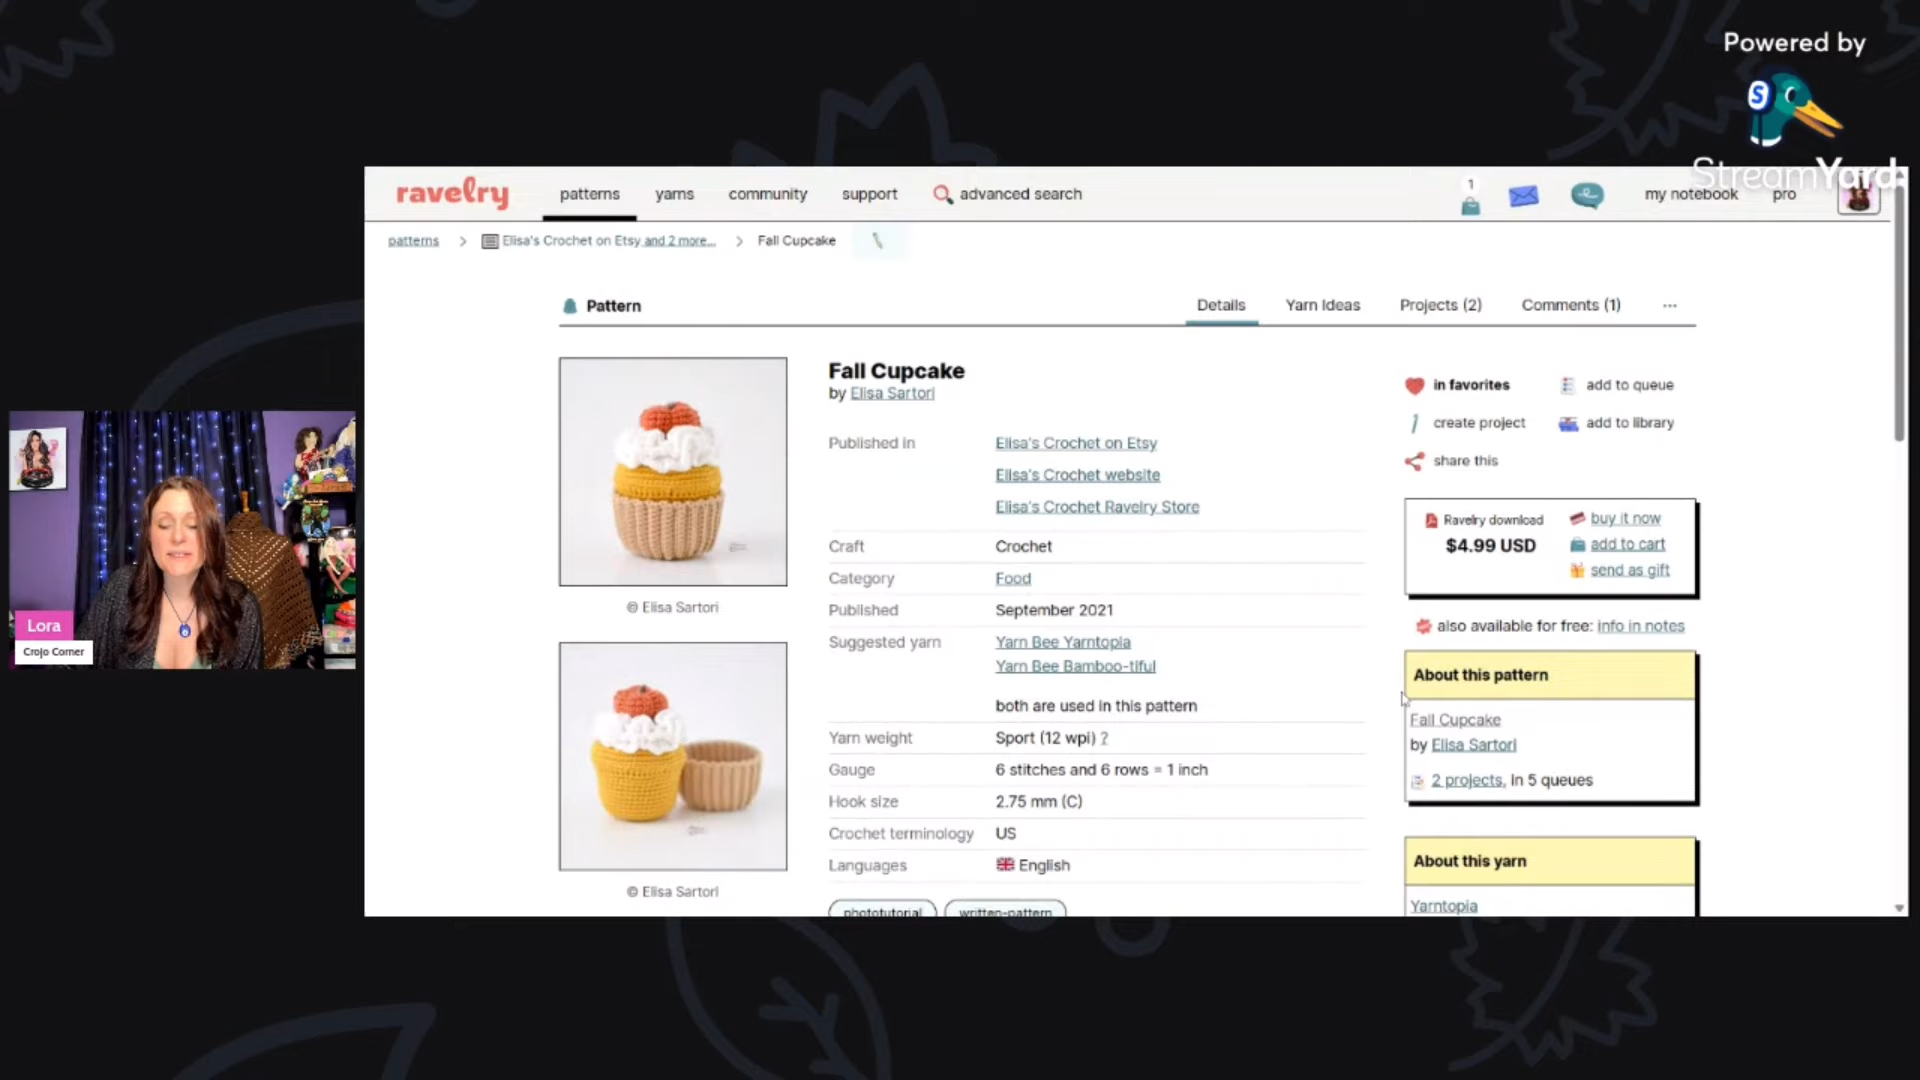 Powered by
StreamYard
ravelry
patterns
yarns
community
support
advanced search
1
my notebook
pro
patterns
Elisa's Crochet on Etsy and 2 more...
Fall Cupcake
Pattern
Details
Yarn Ideas
Projects (2)
Comments (1)
...
Fall Cupcake
by Elisa Sartori
in favorites
add to queue
create project
add to library
share this
Published in
Elisa's Crochet on Etsy
Elisa's Crochet website
Elisa's Crochet Ravelry Store
Ravelry download
$4.99 USD
buy it now
add to cart
send as gift
Craft
Crochet
Category
Food
© Elisa Sartori
Published
September 2021
also available for free: info in notes
Suggested yarn
Yarn Bee Yarntopia
Yarn Bee Bamboo-tiful
both are used in this pattern
About this pattern
Fall Cupcake
by Elisa Sartori
2 projects, in 5 queues
Yarn weight
Sport (12 wpi) ?
Gauge
6 stitches and 6 rows = 1 inch
Hook size
2.75 mm (C)
Crochet terminology
US
Languages
English
© Elisa Sartori
About this yarn
Yarntopia
phototutorial
written-pattern
Lora
Crojo Corner